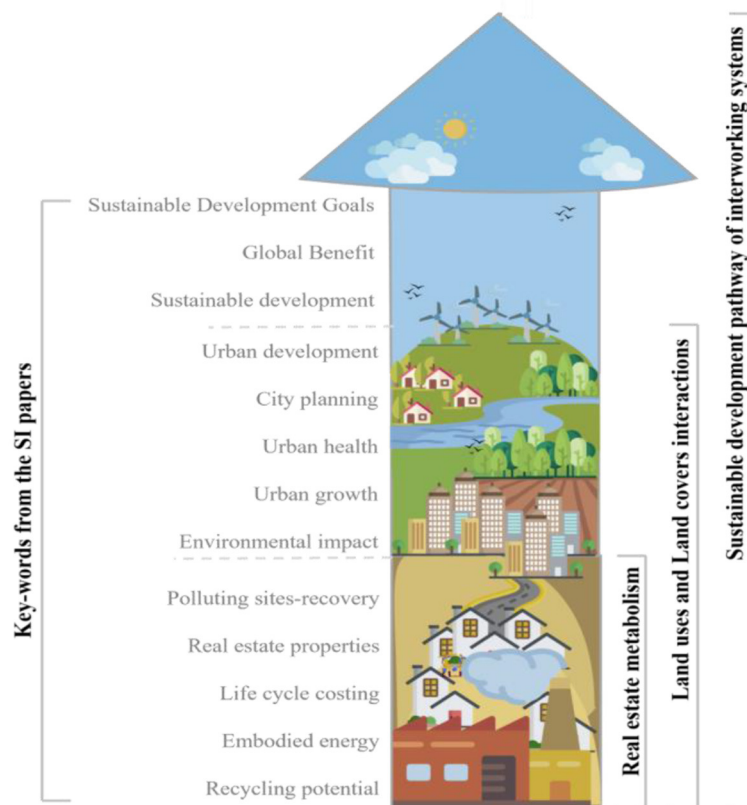 Key-words from the SI papers
Sustainable Development Goals
Global Benefit
Sustainable development
Urban development
City planning
Urban health
Urban growth
Environmental impact
Polluting sites-recovery
Real estate properties
Life cycle costing
Embodied energy
Recycling potential
Real estate metabolism
Land uses and Land covers interactions
Sustainable development pathway of interworking systems